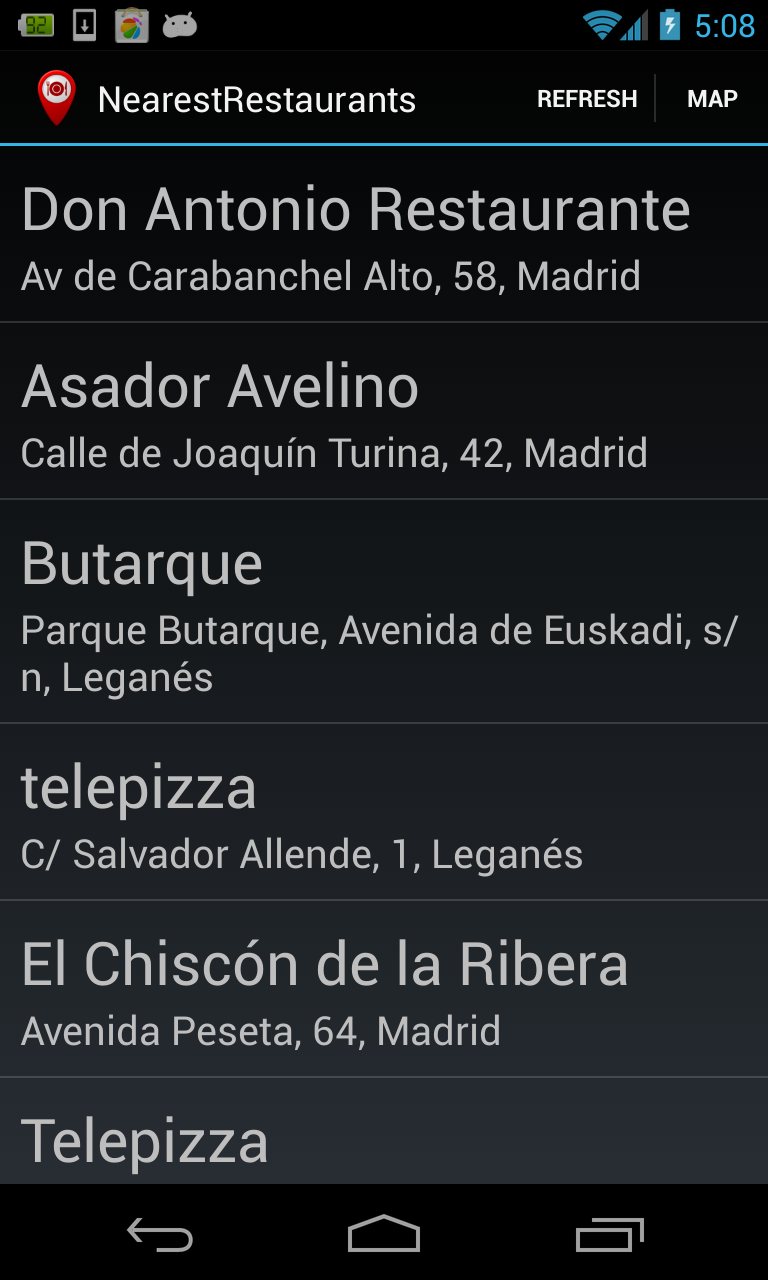 92
5:08
NearestRestaurants
REFRESH
MAP
Don Antonio Restaurante
Av de Carabanchel Alto, 58, Madrid
Asador Avelino
Calle de Joaquín Turina, 42, Madrid
Butarque
Parque Butarque, Avenida de Euskadi, s/
n, Leganés
telepizza
C/ Salvador Allende, 1, Leganés
El Chiscón de la Ribera
Avenida Peseta, 64, Madrid
Telepizza